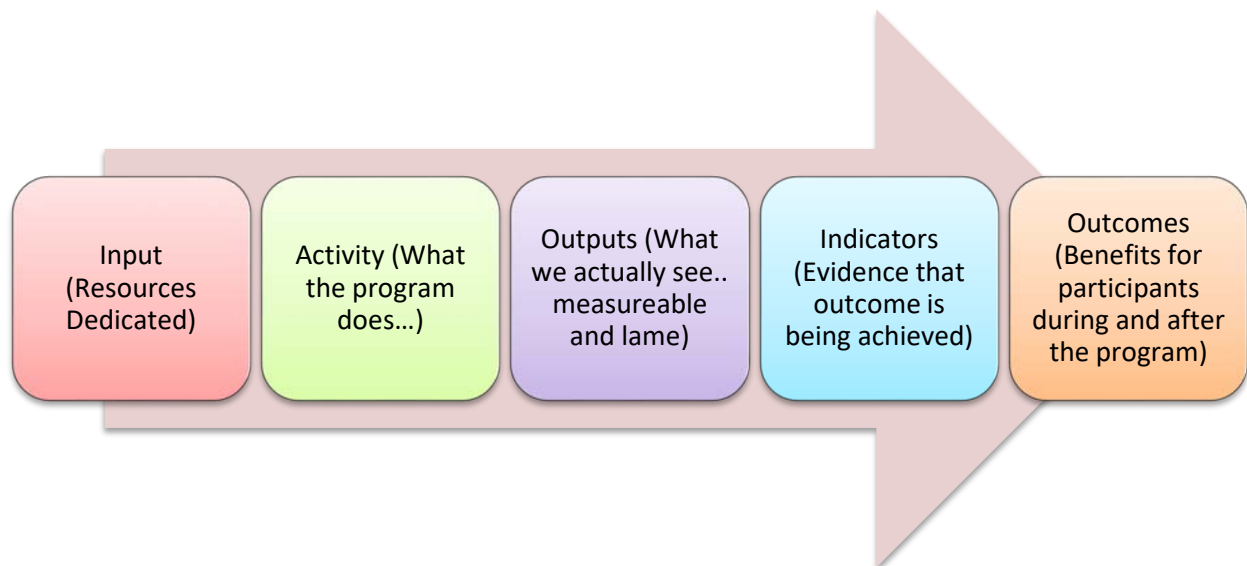 Input
(Resources
Dedicated)
Activity (What
the program
does…)
Outputs (What
we actually see..
measureable
and lame)
Indicators
(Evidence that
outcome is
being achieved)
Outcomes
(Benefits for
participants
during and after
the program)